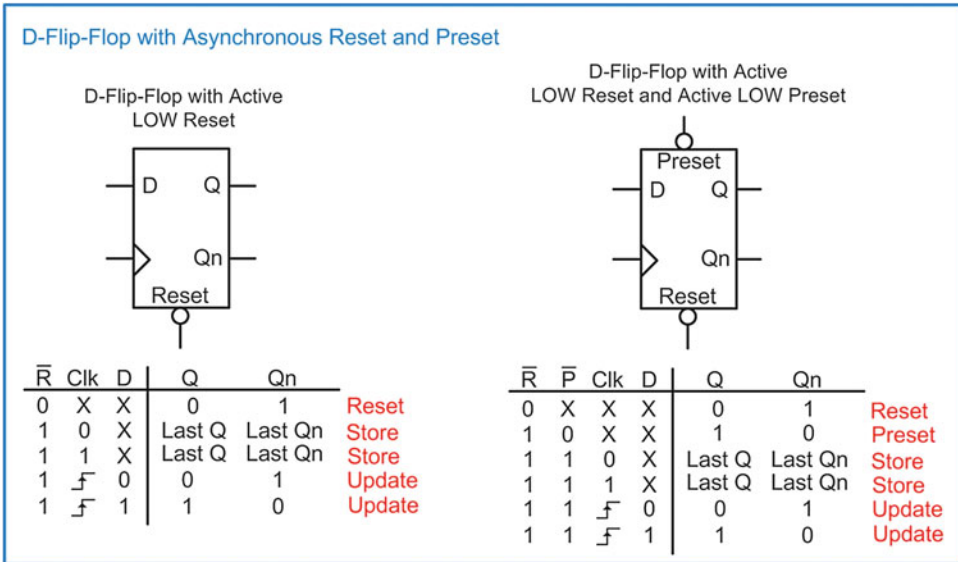 D-Flip-Flop with Asynchronous Reset and Preset
D-Flip-Flop with Active
LOW Reset
D Q
Qn
Reset
R̅ Clk D Q Qn
0 X X 0 1 Reset
1 0 X Last Q Last Qn Store
1 1 X Last Q Last Qn Store
1 0 0 1 Update
1 1 1 0 Update
D-Flip-Flop with Active
LOW Reset and Active LOW Preset
Preset
D Q
Qn
Reset
R̅ P̅ Clk D Q Qn
0 X X X 0 1 Reset
1 0 X X 1 0 Preset
1 1 0 X Last Q Last Qn Store
1 1 1 X Last Q Last Qn Store
1 1 0 0 1 Update
1 1 1 1 0 Update